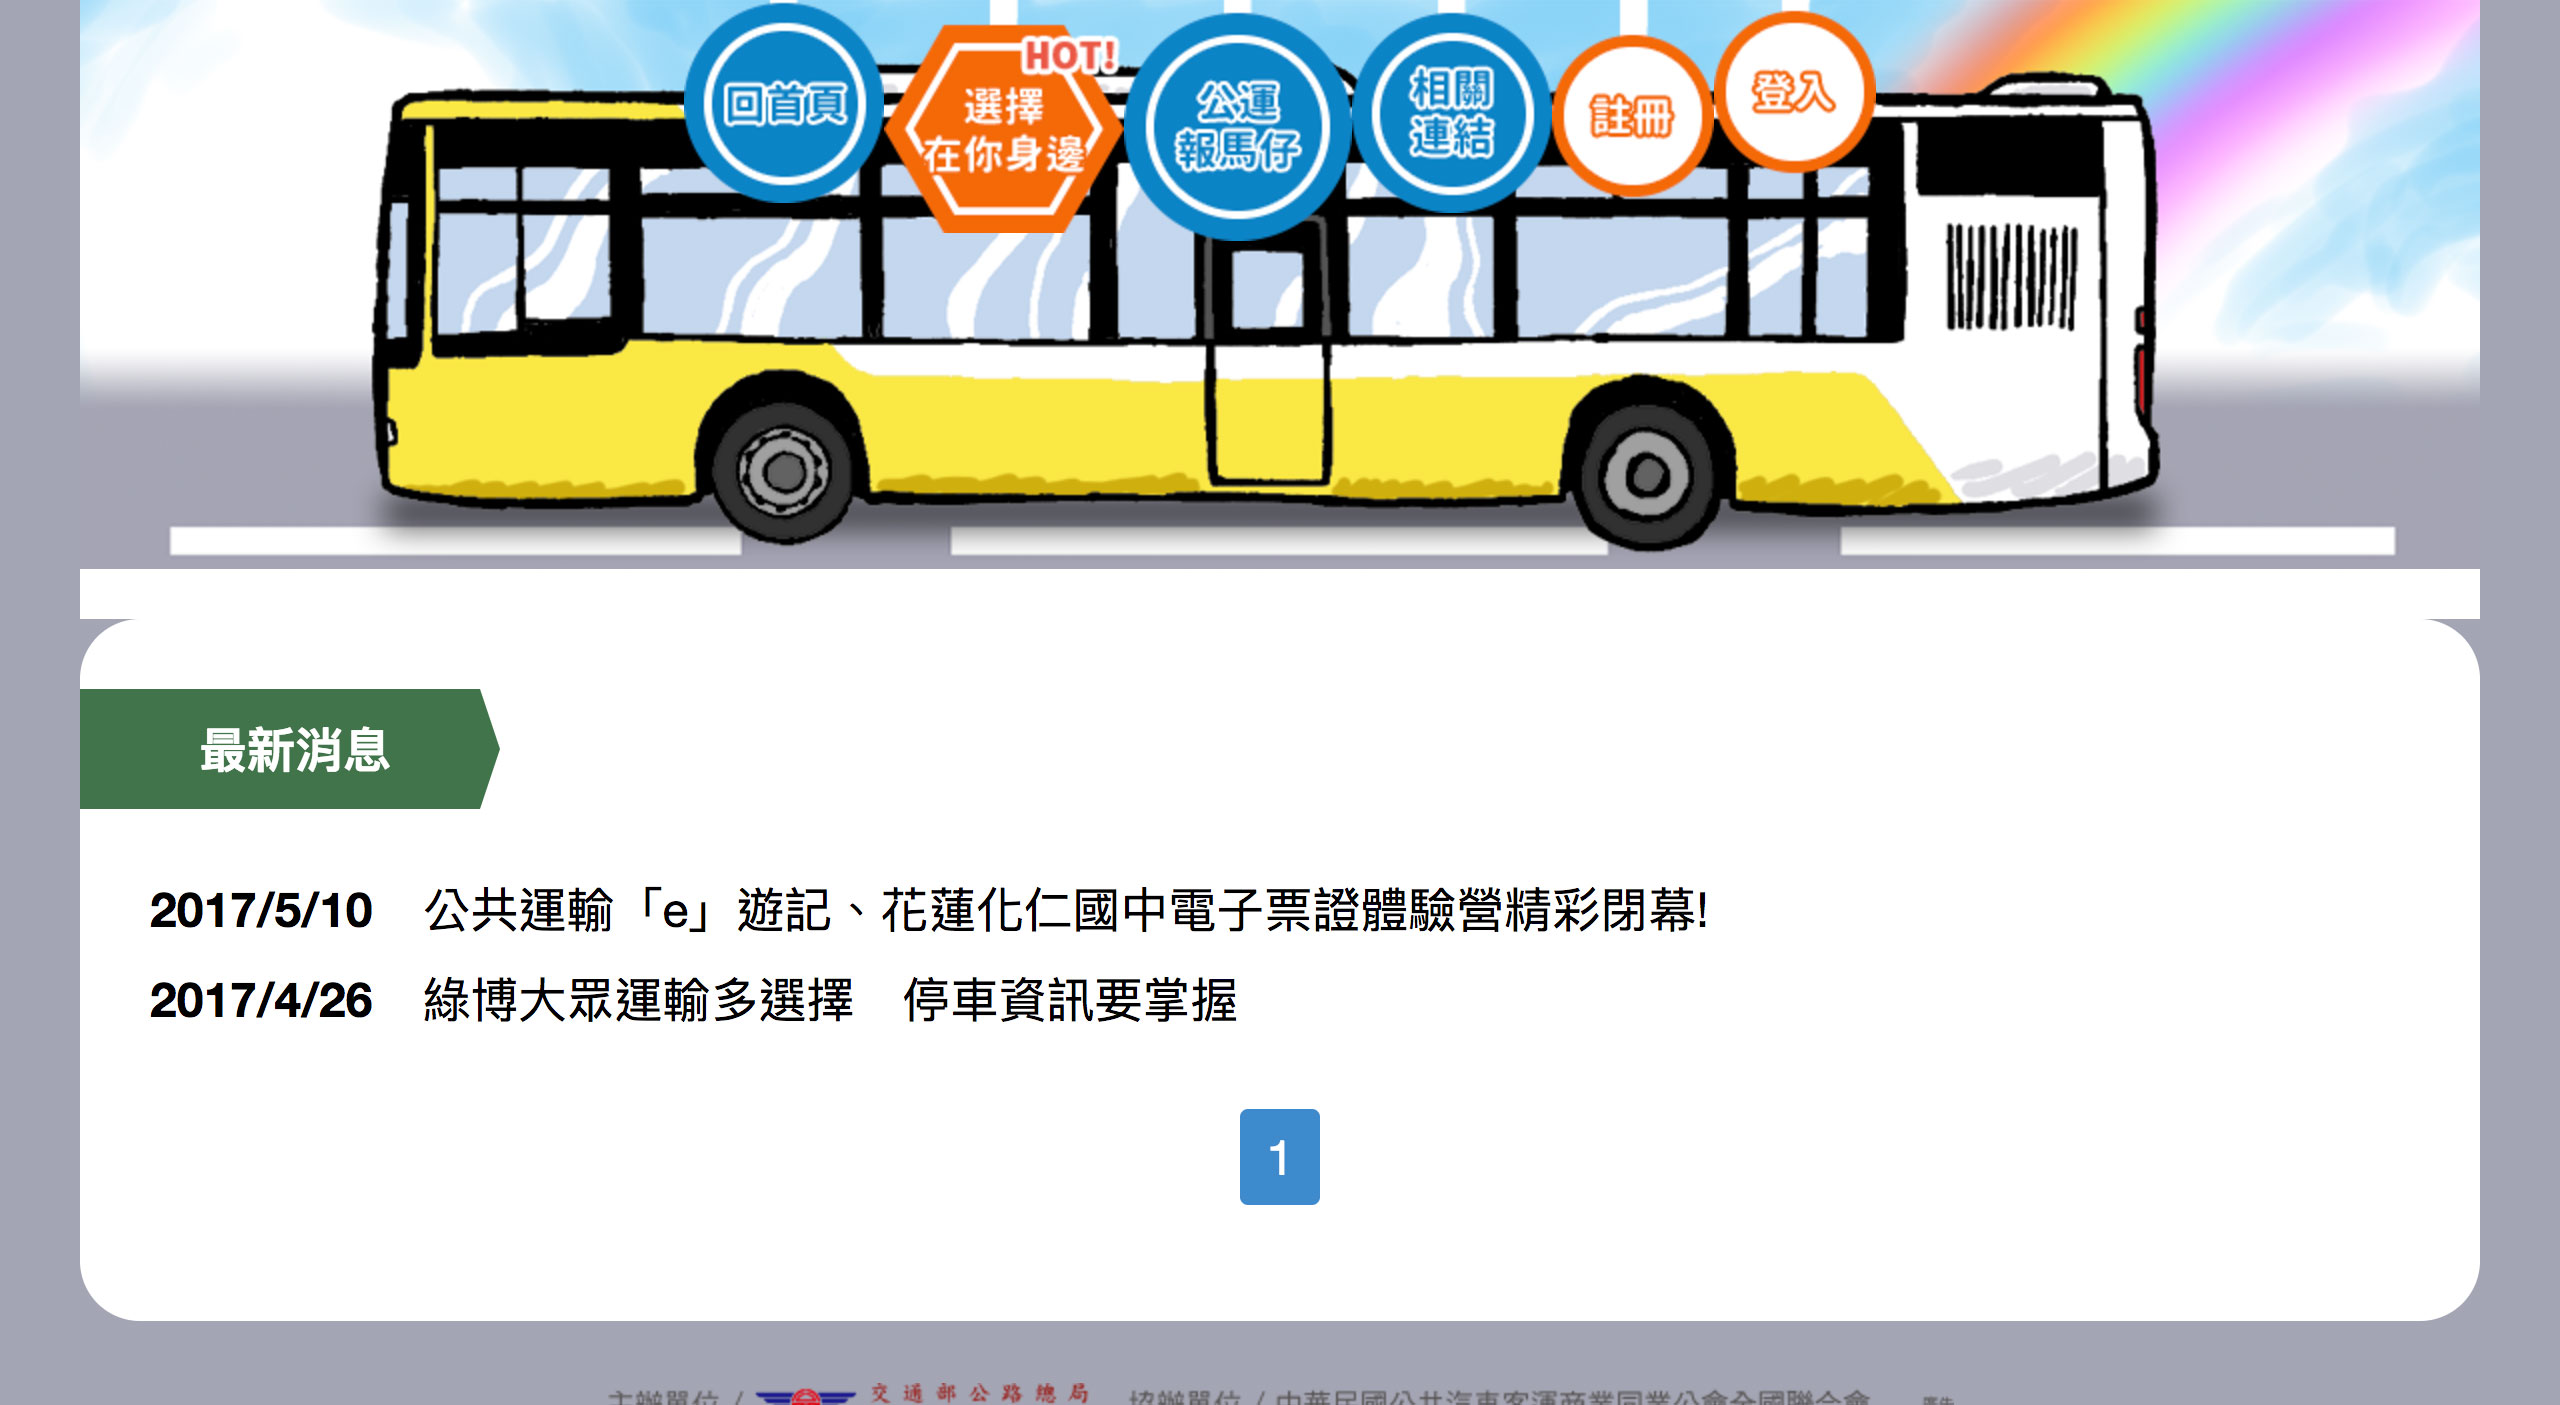 回首頁
HOT!
選擇
在你身邊
公運
報馬仔
相關
連結
註冊
登入
最新消息
2017/5/10 公共運輸「e」遊記、花蓮化仁國中電子票證體驗營精彩閉幕!
2017/4/26 綠博大眾運輸多選擇　停車資訊要掌握
1
主辦單位 / 交通部公路總局 協辦單位 / 中華民國公共汽車客運商業同業公會全國聯合會 廣告